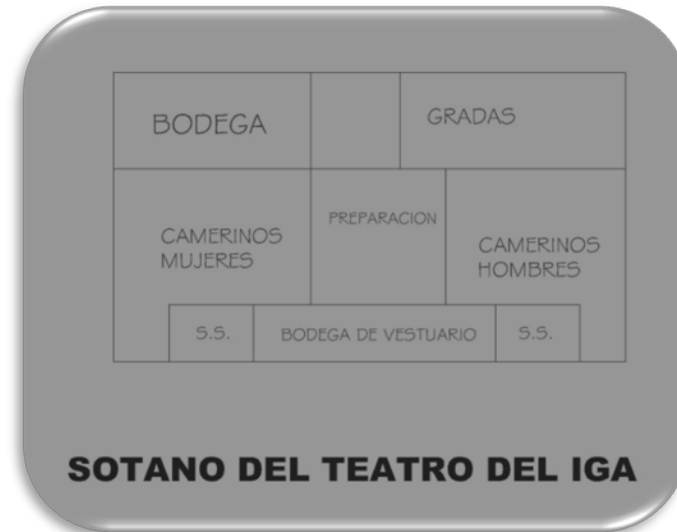 BODEGA
GRADAS
CAMERINOS
MUJERES
PREPARACION
CAMERINOS
HOMBRES
S.S.
BODEGA DE VESTUARIO
S.S.
SOTANO DEL TEATRO DEL IGA